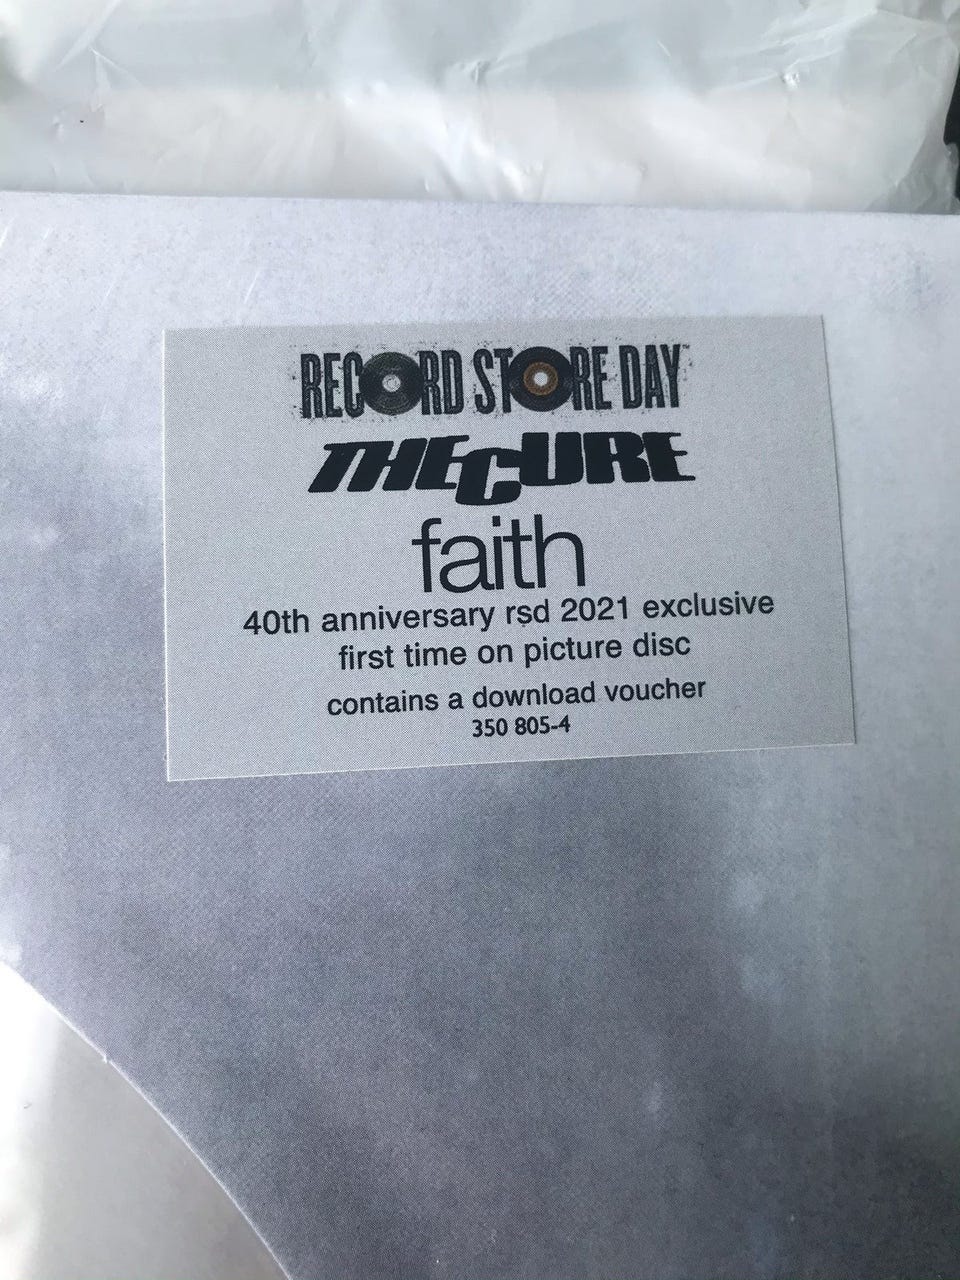 RECORD STORE DAY™
THE CURE
faith
40th anniversary rsd 2021 exclusive
first time on picture disc
contains a download voucher
350 805-4